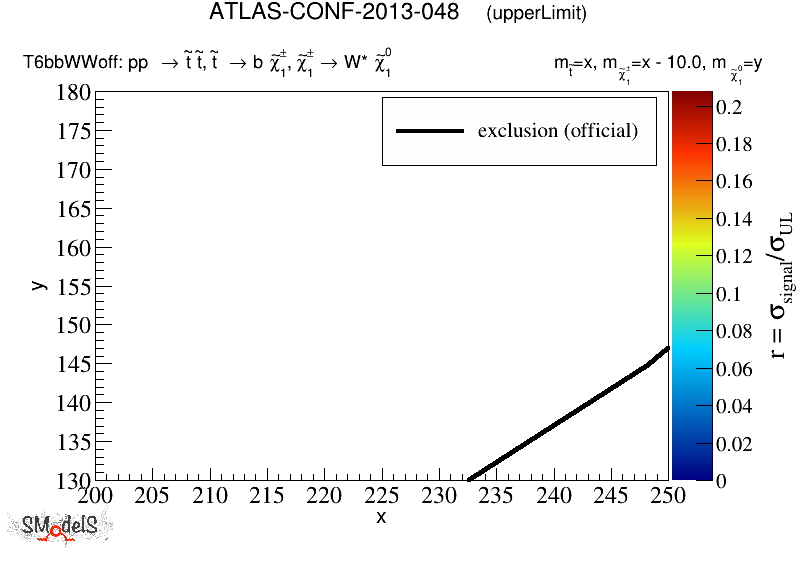 ATLAS-CONF-2013-048 (upperLimit)
T6bbWWoff: pp → t̃ t̃, t̃ → b χ̃₁±, χ̃₁± → W* χ̃₁⁰
m_t̃=x, m_χ̃₁±=x - 10.0, m_χ̃₁⁰=y
exclusion (official)
180
175
170
165
160
155
150
145
140
135
130
y
200 205 210 215 220 225 230 235 240 245 250
x
0.2
0.18
0.16
0.14
0.12
0.1
0.08
0.06
0.04
0.02
0
r = σ_signal/σ_UL
SModelS